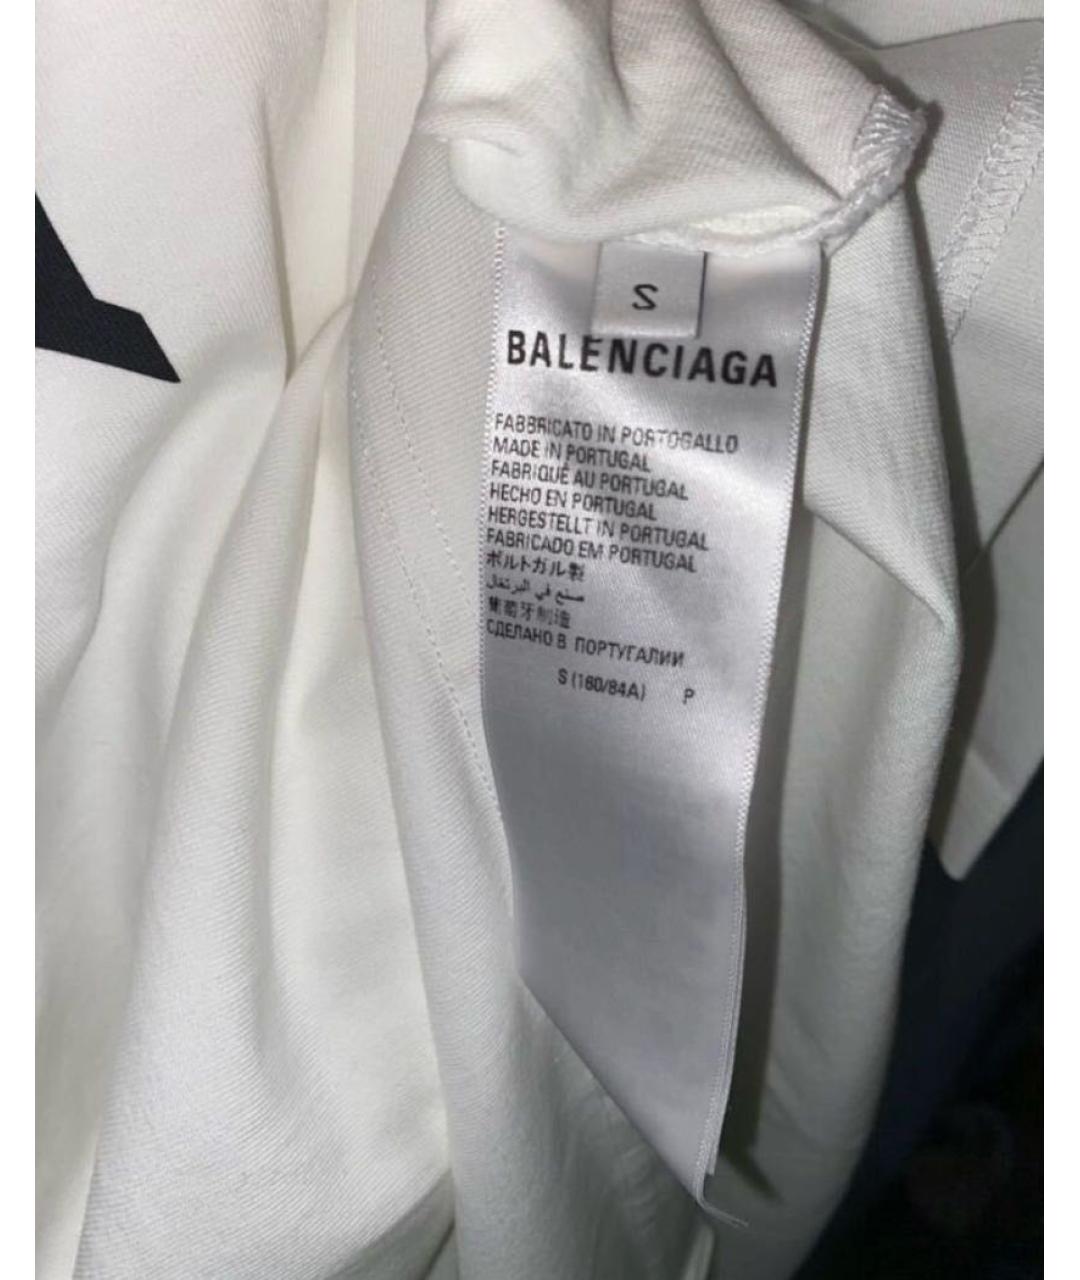 S
BALENCIAGA
FABBRICATO IN PORTOGALLO
MADE IN PORTUGAL
FABRIQUÉ AU PORTUGAL
HECHO EN PORTUGAL
HERGESTELLT IN PORTUGAL
FABRICADO EM PORTUGAL
ポルトガル製
صنع في البرتغال
葡萄牙制造
СДЕЛАНО В ПОРТУГАЛИИ
S (160/84A) P